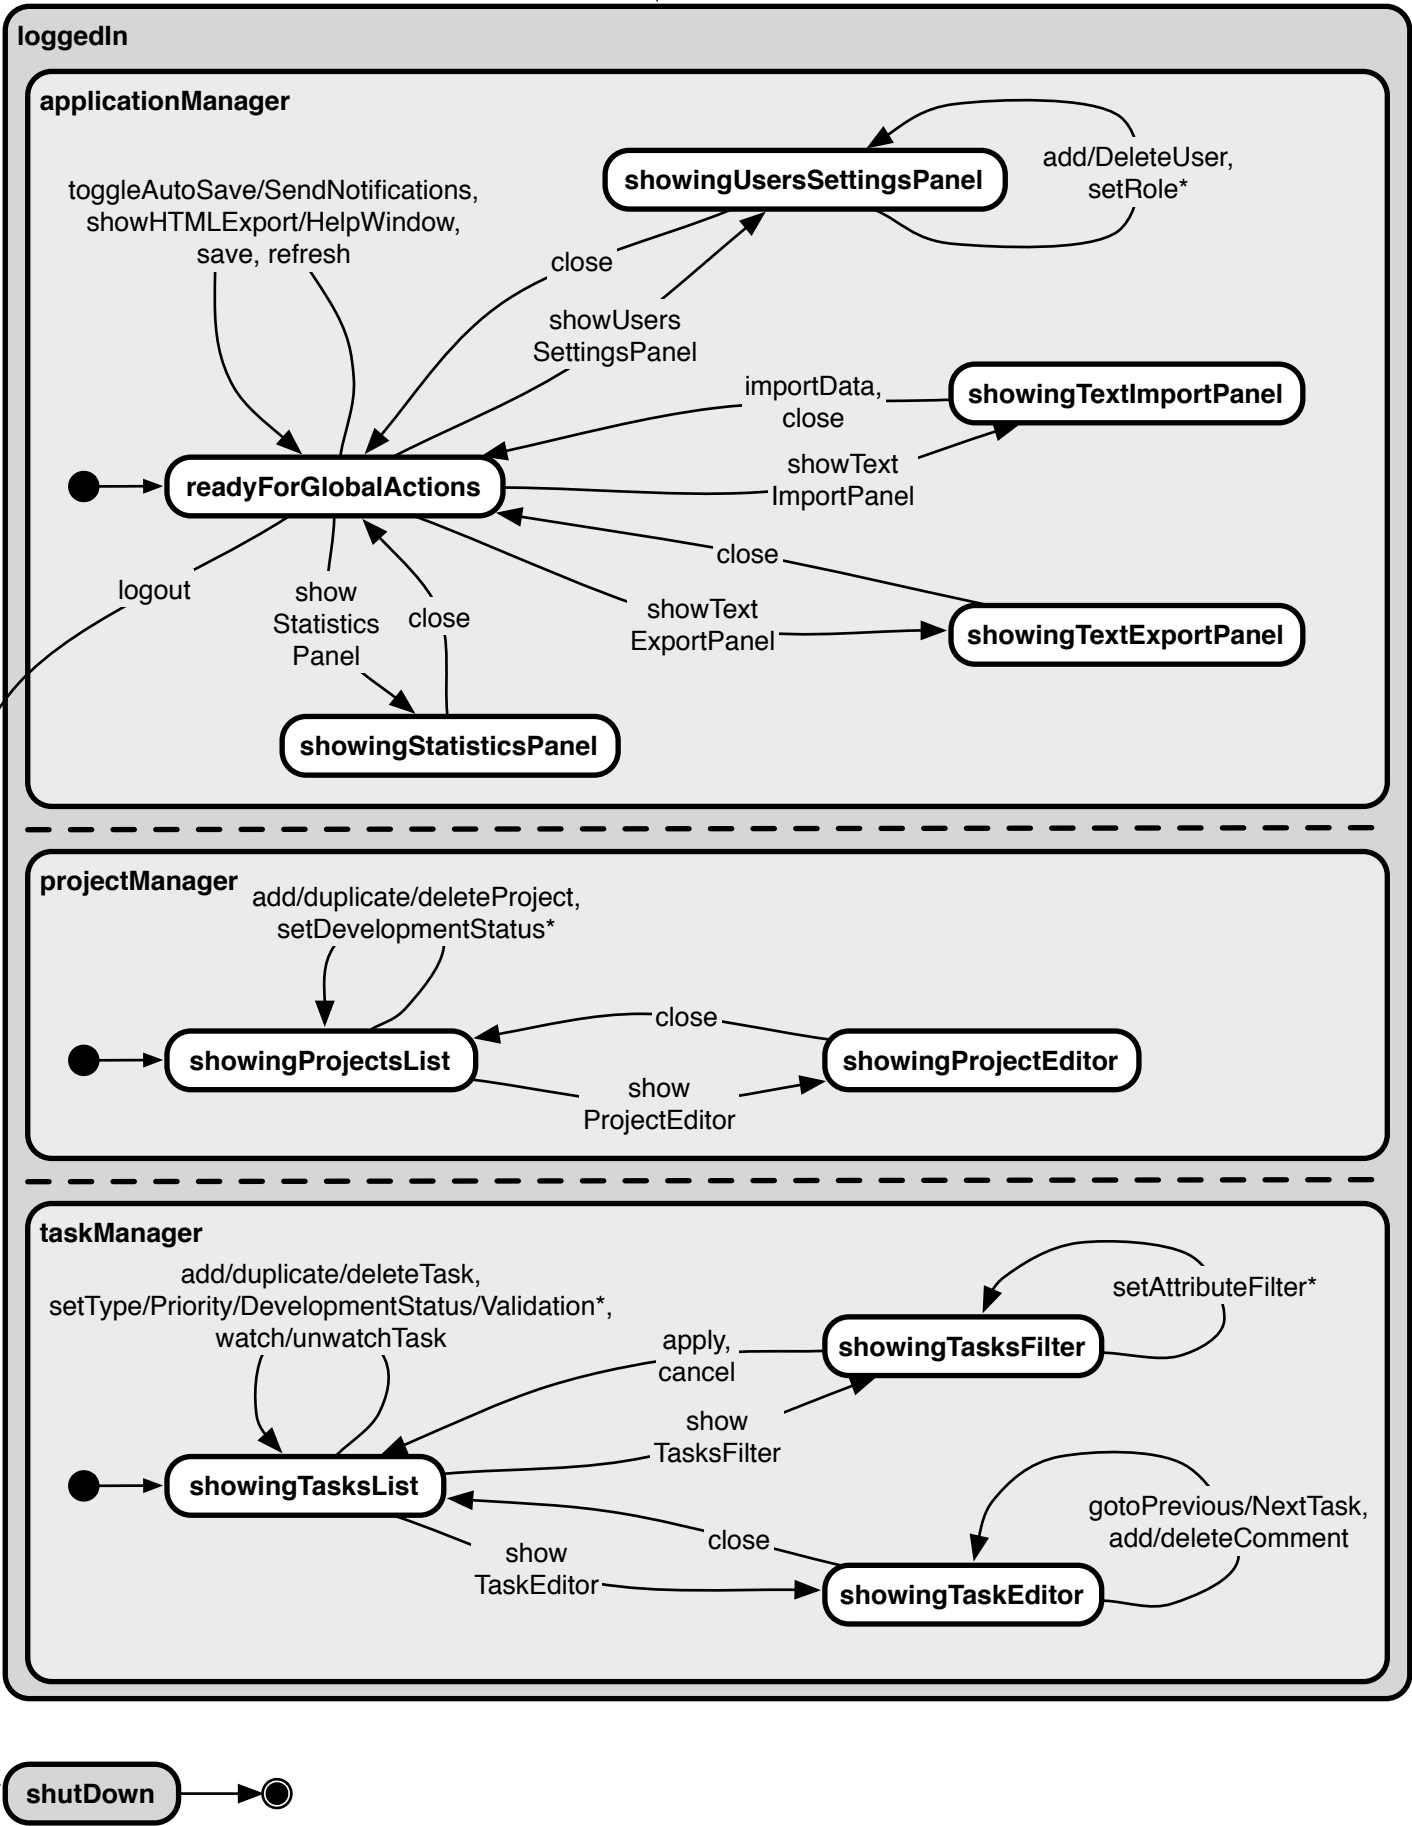 loggedIn
applicationManager
toggleAutoSave/SendNotifications,
showHTMLExport/HelpWindow,
save, refresh
showingUsersSettingsPanel
add/DeleteUser,
setRole*
close
showUsers
SettingsPanel
importData,
close
showingTextImportPanel
showText
ImportPanel
readyForGlobalActions
close
logout
show
Statistics
Panel
close
showText
ExportPanel
showingTextExportPanel
showingStatisticsPanel
projectManager
add/duplicate/deleteProject,
setDevelopmentStatus*
close
showingProjectsList
showingProjectEditor
show
ProjectEditor
taskManager
add/duplicate/deleteTask,
setType/Priority/DevelopmentStatus/Validation*,
watch/unwatchTask
setAttributeFilter*
apply,
cancel
showingTasksFilter
show
TasksFilter
showingTasksList
gotoPrevious/NextTask,
add/deleteComment
close
show
TaskEditor
showingTaskEditor
shutDown